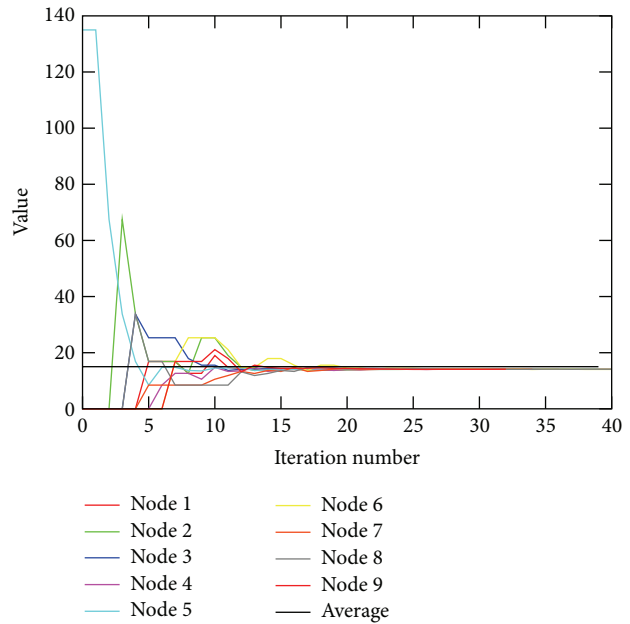 140
120
100
80
60
40
20
0
Value
0 5 10 15 20 25 30 35 40
Iteration number
Node 1
Node 2
Node 3
Node 4
Node 5
Node 6
Node 7
Node 8
Node 9
Average